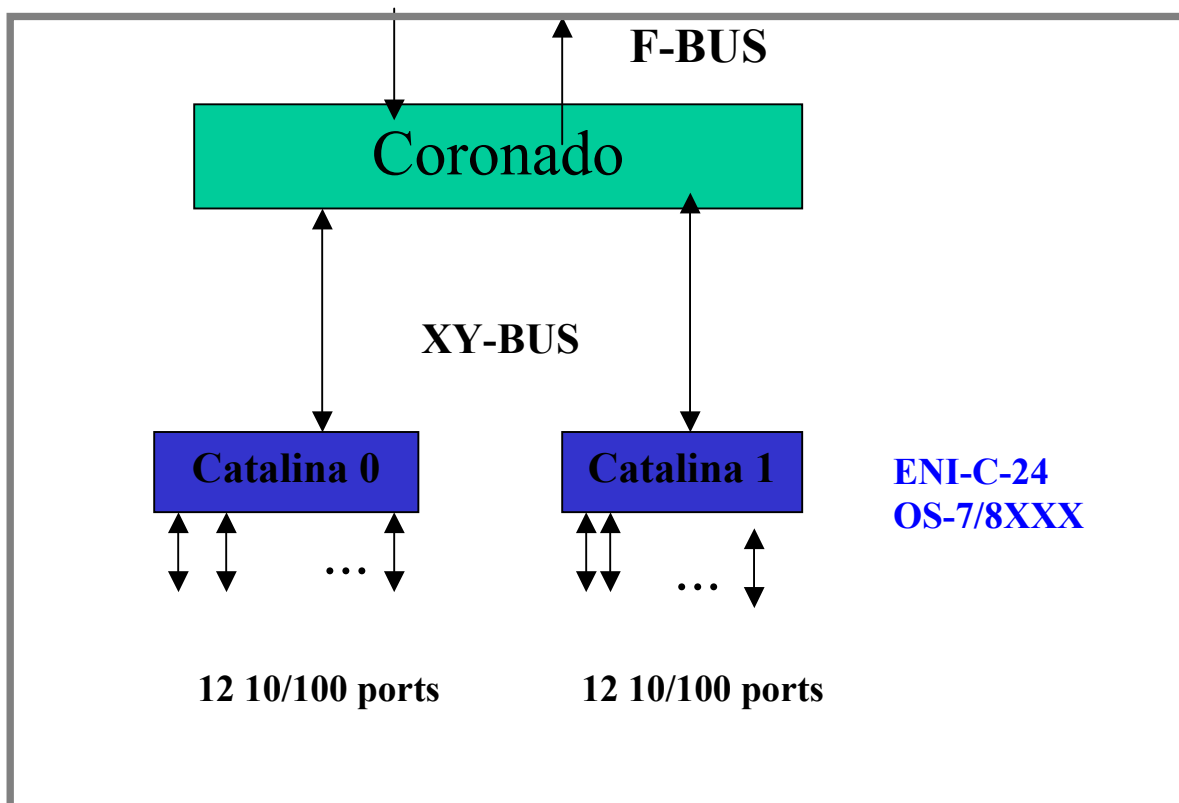 F-BUS
Coronado
XY-BUS
Catalina 0
Catalina 1
ENI-C-24
OS-7/8XXX
...
...
12 10/100 ports
12 10/100 ports